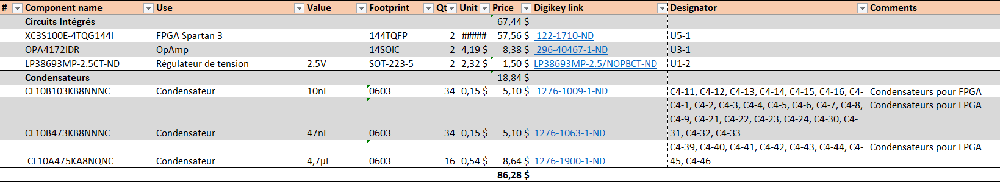 # Component name Use Value Footprint Qt Unit Price Digikey link Designator Comments
Circuits Intégrés 67,44 $
XC3S100E-4TQG144I FPGA Spartan 3 144TQFP 2 ##### 57,56 $ 122-1710-ND U5-1
OPA4172IDR OpAmp 14SOIC 2 4,19 $ 8,38 $ 296-40467-1-ND U3-1
LP38693MP-2.5CT-ND Régulateur de tension 2.5V SOT-223-5 2 2,32 $ 1,50 $ LP38693MP-2.5/NOPBCT-ND U1-2
Condensateurs 18,84 $
CL10B103KB8NNNC Condensateur 10nF 0603 34 0,15 $ 5,10 $ 1276-1009-1-ND C4-11, C4-12, C4-13, C4-14, C4-15, C4-16, C4- Condensateurs pour FPGA
C4-1, C4-2, C4-3, C4-4, C4-5, C4-6, C4-7, C4-8, Condensateurs pour FPGA
C4-9, C4-21, C4-22, C4-23, C4-24, C4-30, C4-
CL10B473KB8NNNC Condensateur 47nF 0603 34 0,15 $ 5,10 $ 1276-1063-1-ND 31, C4-32, C4-33
C4-39, C4-40, C4-41, C4-42, C4-43, C4-44, C4- Condensateurs pour FPGA
CL10A475KA8NQNC Condensateur 4,7µF 0603 16 0,54 $ 8,64 $ 1276-1900-1-ND 45, C4-46
86,28 $